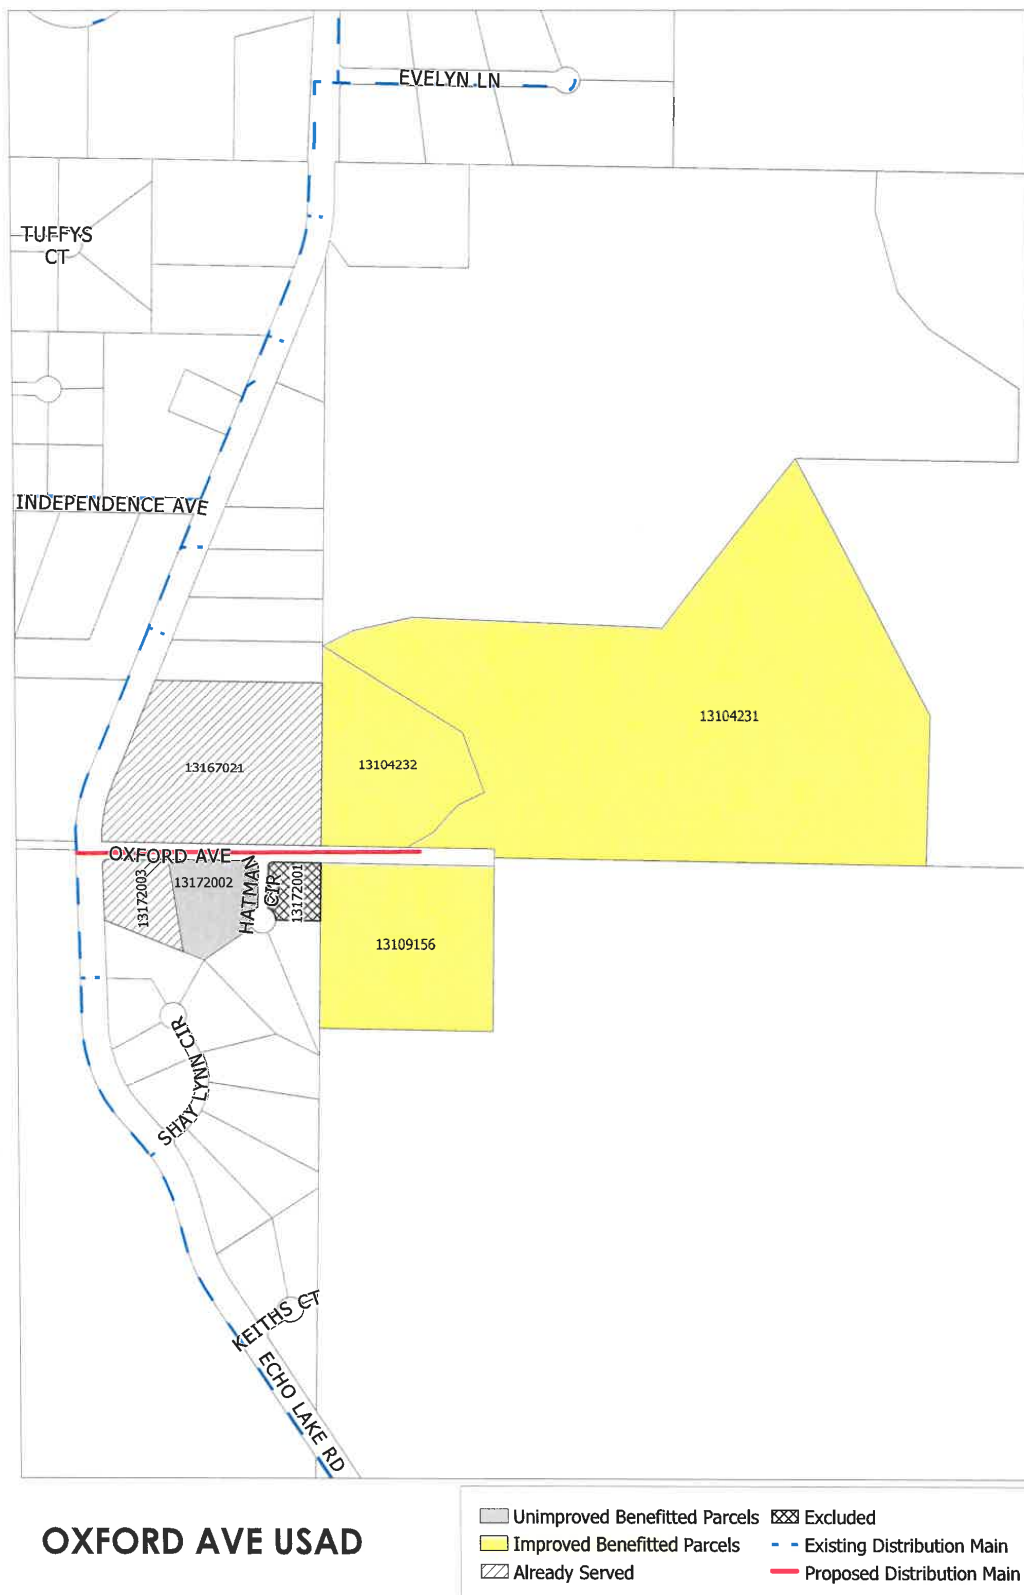 EVELYN LN
TUFFYS
CT
INDEPENDENCE AVE
13104231
13167021
13104232
OXFORD AVE
13172003
13172002
HATMAN
CIR
13172001
13109156
SHAY LYNN CIR
KEITHS CT
ECHO LAKE RD
OXFORD AVE USAD
Unimproved Benefitted Parcels
Excluded
Improved Benefitted Parcels
Existing Distribution Main
Already Served
Proposed Distribution Main